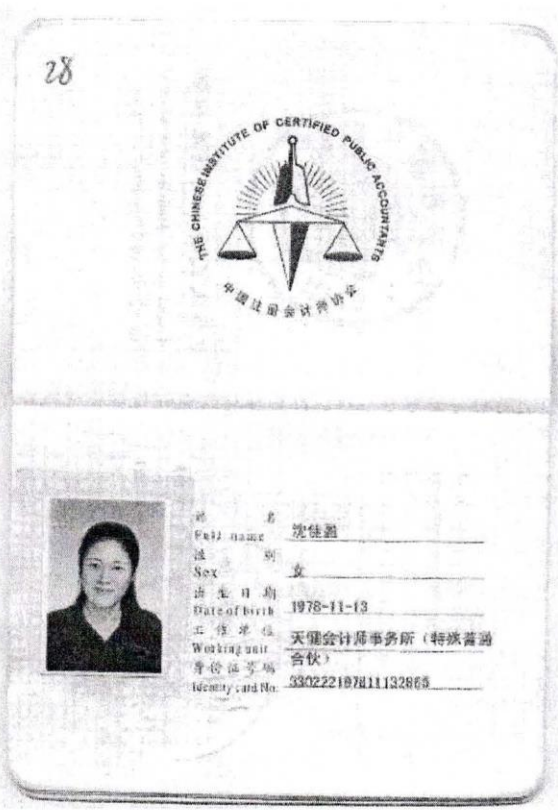 28
THE CHINESE INSTITUTE OF CERTIFIED PUBLIC ACCOUNTANTS
中国注册会计师协会
姓 名
Full name 沈佳盈
性 别
Sex 女
出生日期
Date of birth 1978-11-13
工作单位
Working unit 天健会计师事务所（特殊普通
合伙）
身份证号码
Identity card No.